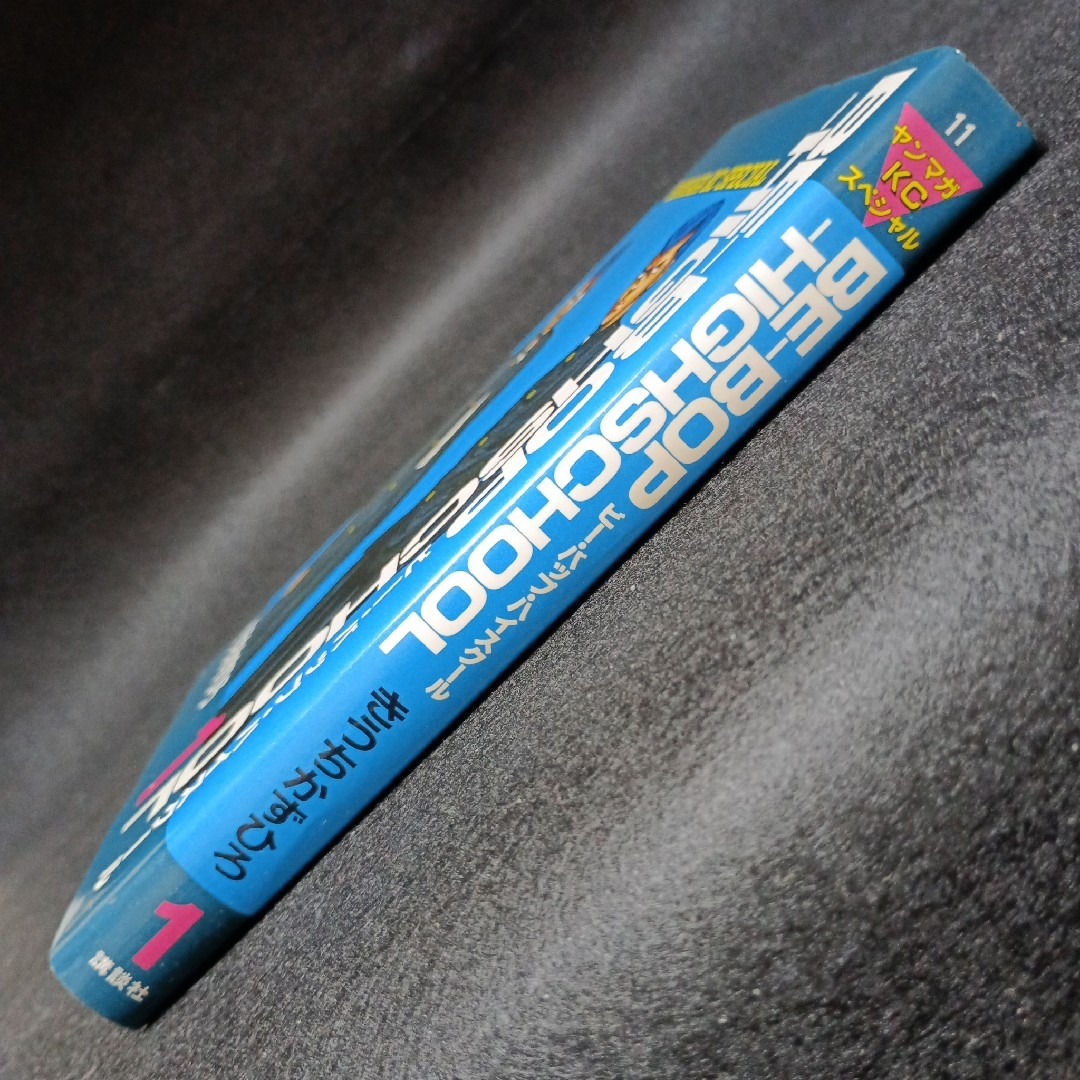 11
ヤンマガ
KC
スペシャル
BE-BOP
-HIGHSCHOOL
ビー・バップ・ハイスクール
きうちかずひろ
1
講談社
1